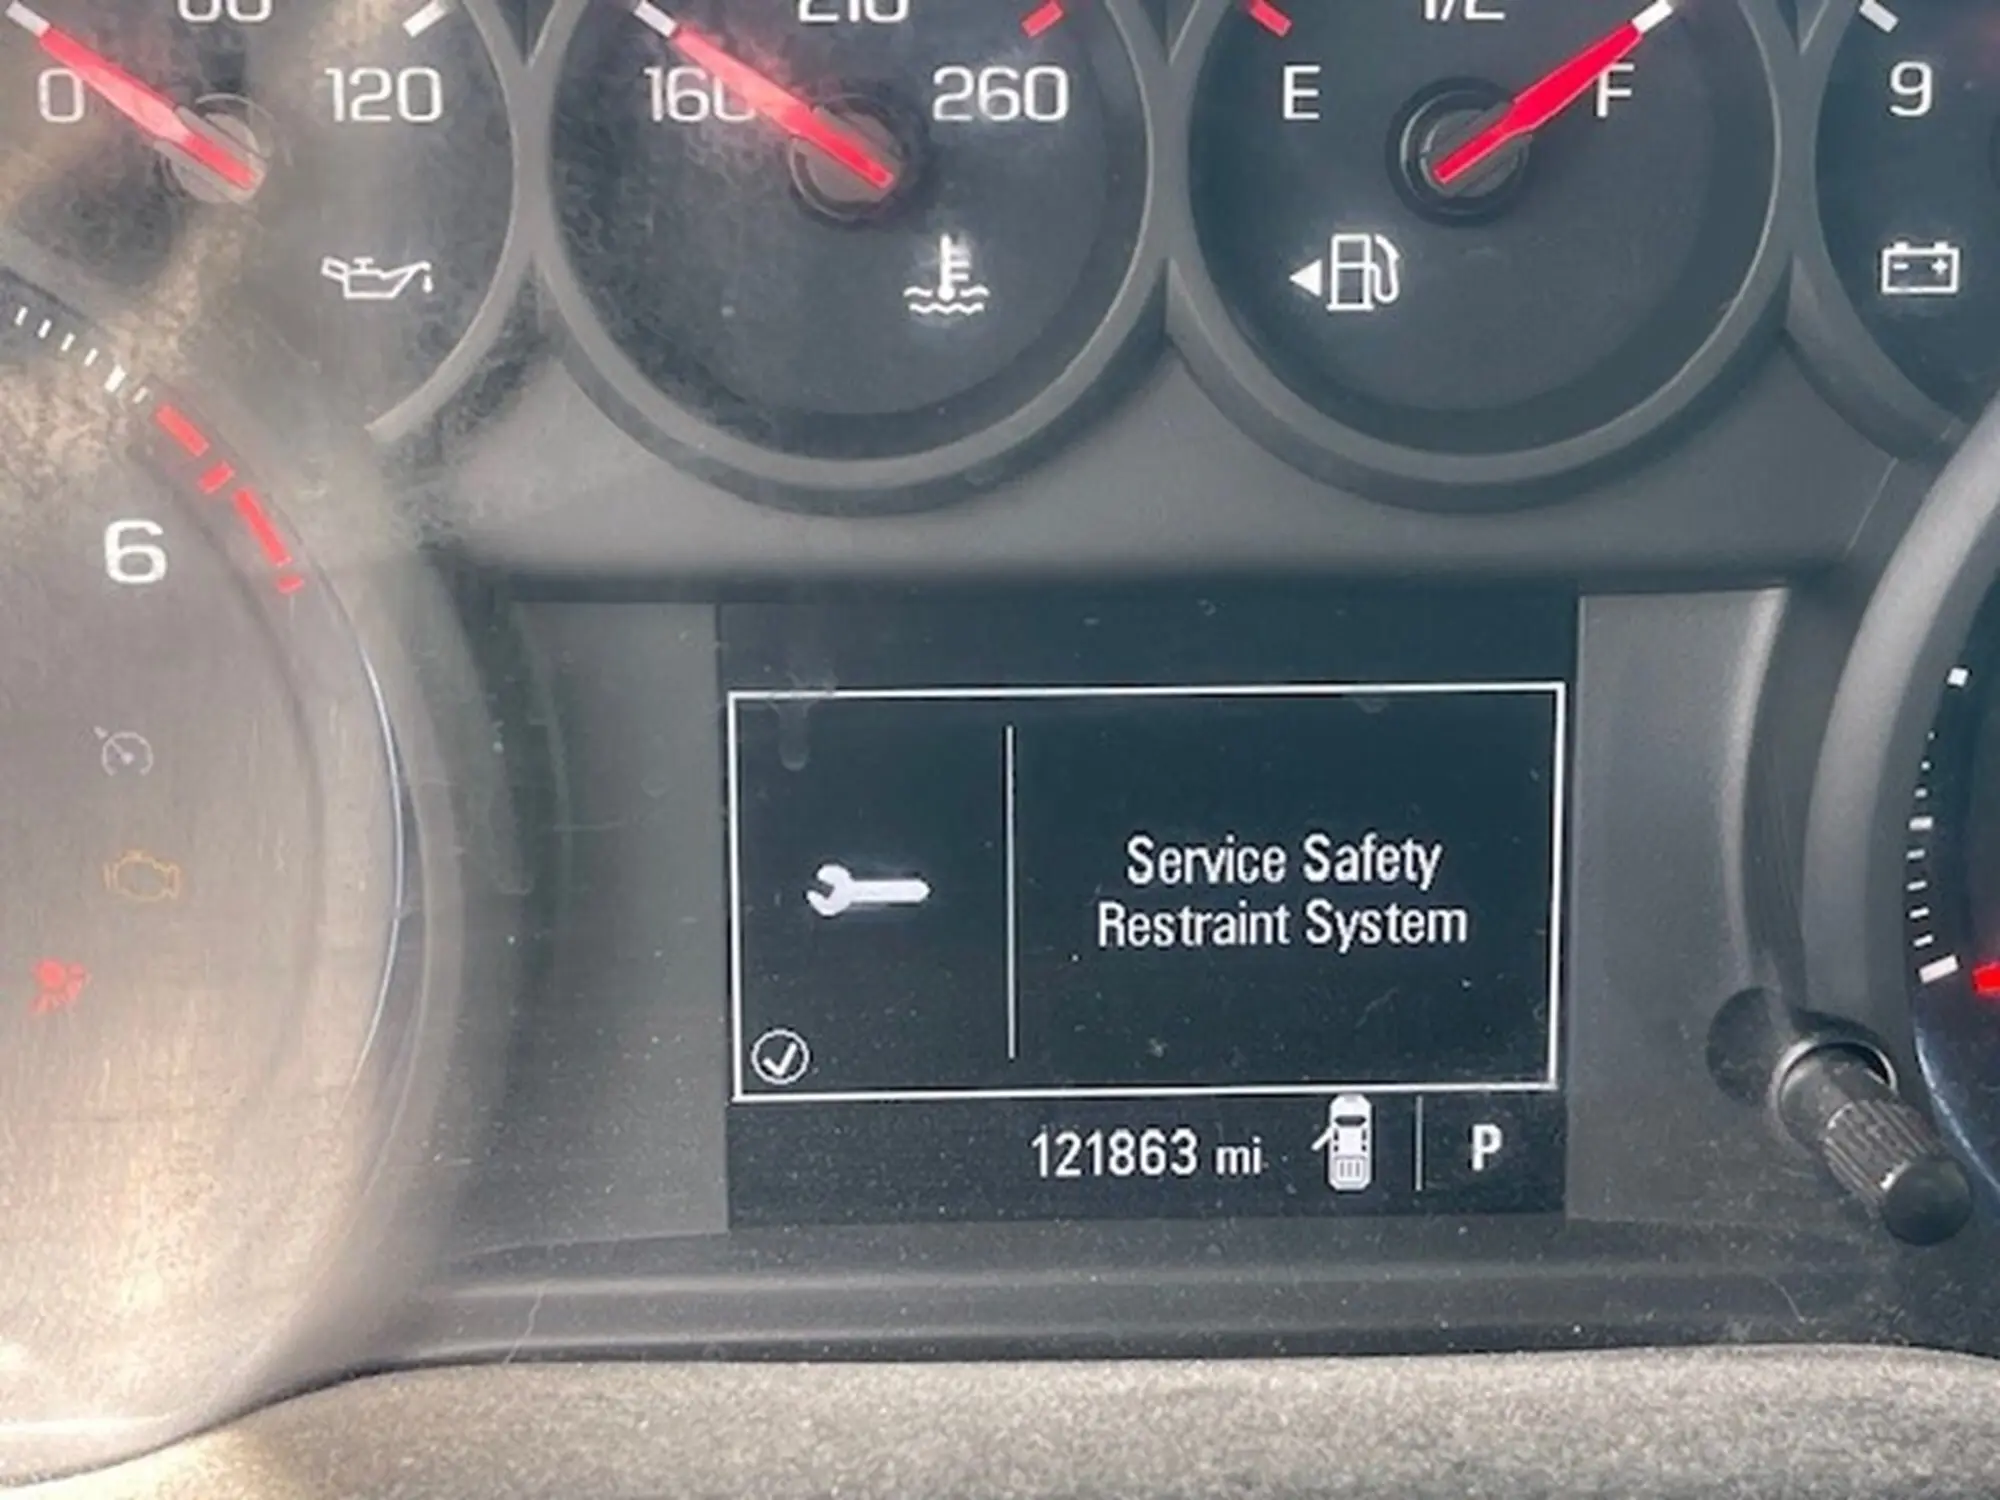 0 120
160 260
E F
9
6
Service Safety
Restraint System
121863 mi P